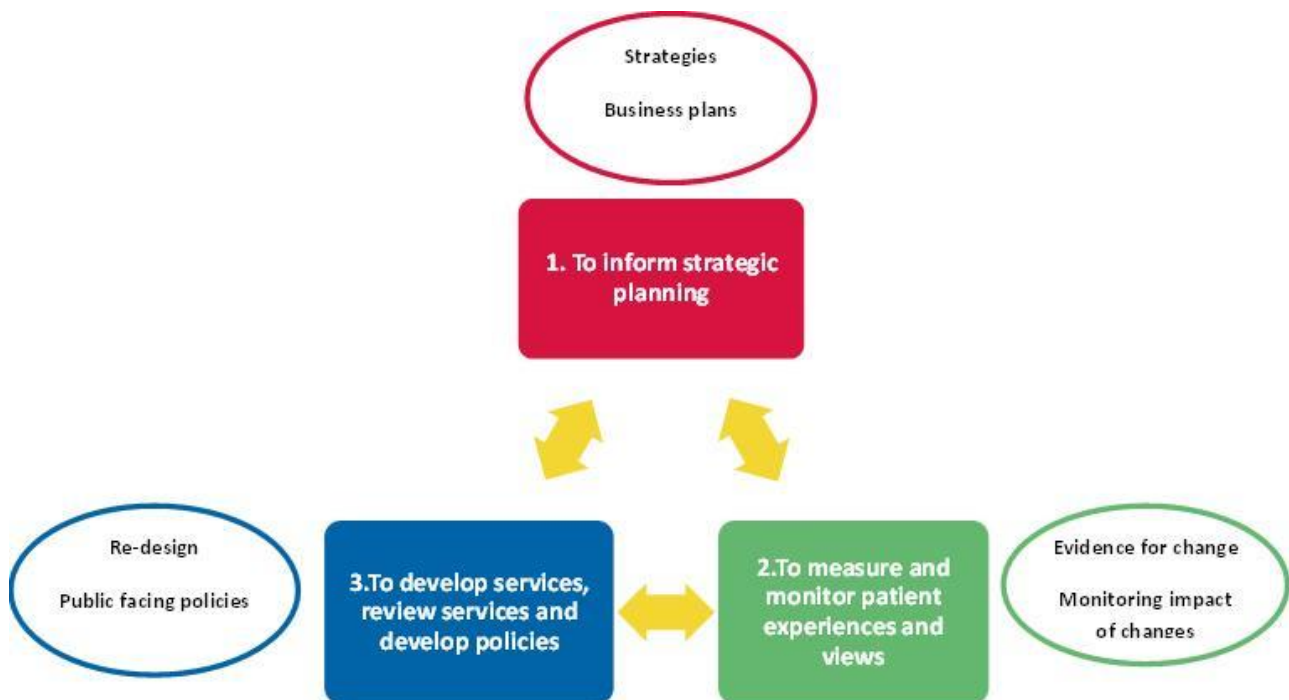 Strategies
Business plans
1. To inform strategic
planning
Re-design
Public facing policies
3.To develop services,
review services and
develop policies
2.To measure and
monitor patient
experiences and
views
Evidence for change
Monitoring impact
of changes